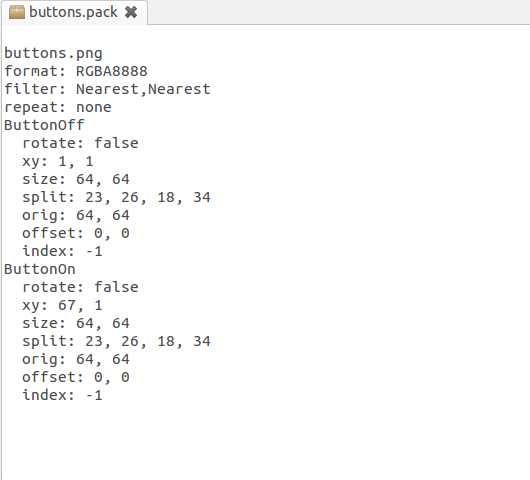 buttons.pack
buttons.png
format: RGBA8888
filter: Nearest,Nearest
repeat: none
ButtonOff
  rotate: false
  xy: 1, 1
  size: 64, 64
  split: 23, 26, 18, 34
  orig: 64, 64
  offset: 0, 0
  index: -1
ButtonOn
  rotate: false
  xy: 67, 1
  size: 64, 64
  split: 23, 26, 18, 34
  orig: 64, 64
  offset: 0, 0
  index: -1